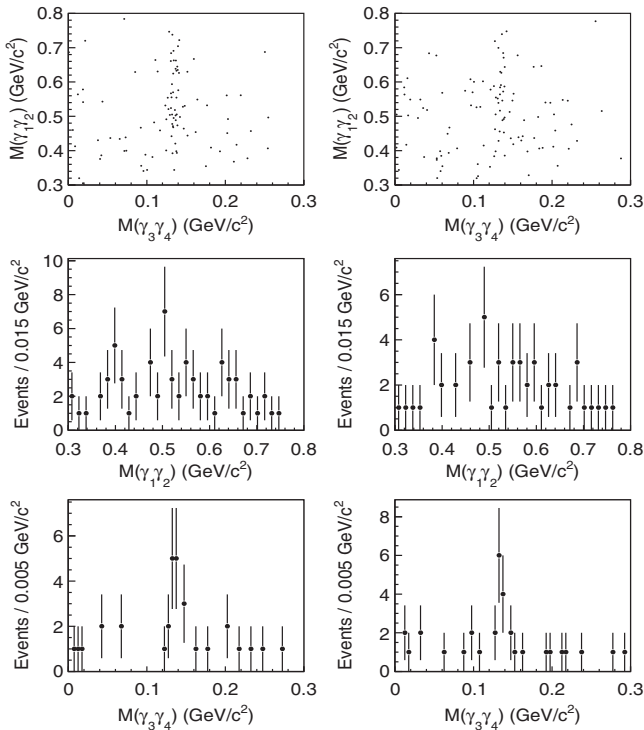 M(γ1γ2) (GeV/c²)
0.8
0.7
0.6
0.5
0.4
0.3
0 0.1 0.2 0.3
M(γ3γ4) (GeV/c²)
M(γ1γ2) (GeV/c²)
0.8
0.7
0.6
0.5
0.4
0.3
0 0.1 0.2 0.3
M(γ3γ4) (GeV/c²)
Events / 0.015 GeV/c²
10
8
6
4
2
0
0.3 0.4 0.5 0.6 0.7 0.8
M(γ1γ2) (GeV/c²)
Events / 0.015 GeV/c²
6
4
2
0
0.3 0.4 0.5 0.6 0.7 0.8
M(γ1γ2) (GeV/c²)
Events / 0.005 GeV/c²
6
4
2
0
0 0.1 0.2 0.3
M(γ3γ4) (GeV/c²)
Events / 0.005 GeV/c²
8
6
4
2
0
0 0.1 0.2 0.3
M(γ3γ4) (GeV/c²)